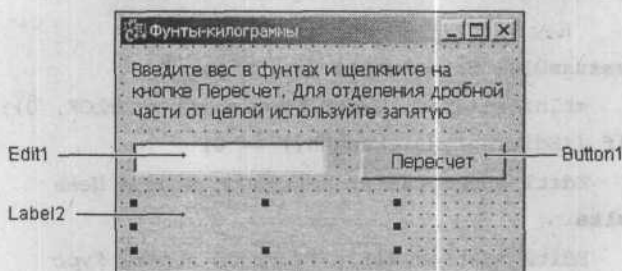 Фунты-килограммы
Введите вес в фунтах и щелкните на
кнопке Пересчет. Для отделения дробной
части от целой используйте запятую
Edit1
Пересчет
Button1
Label2